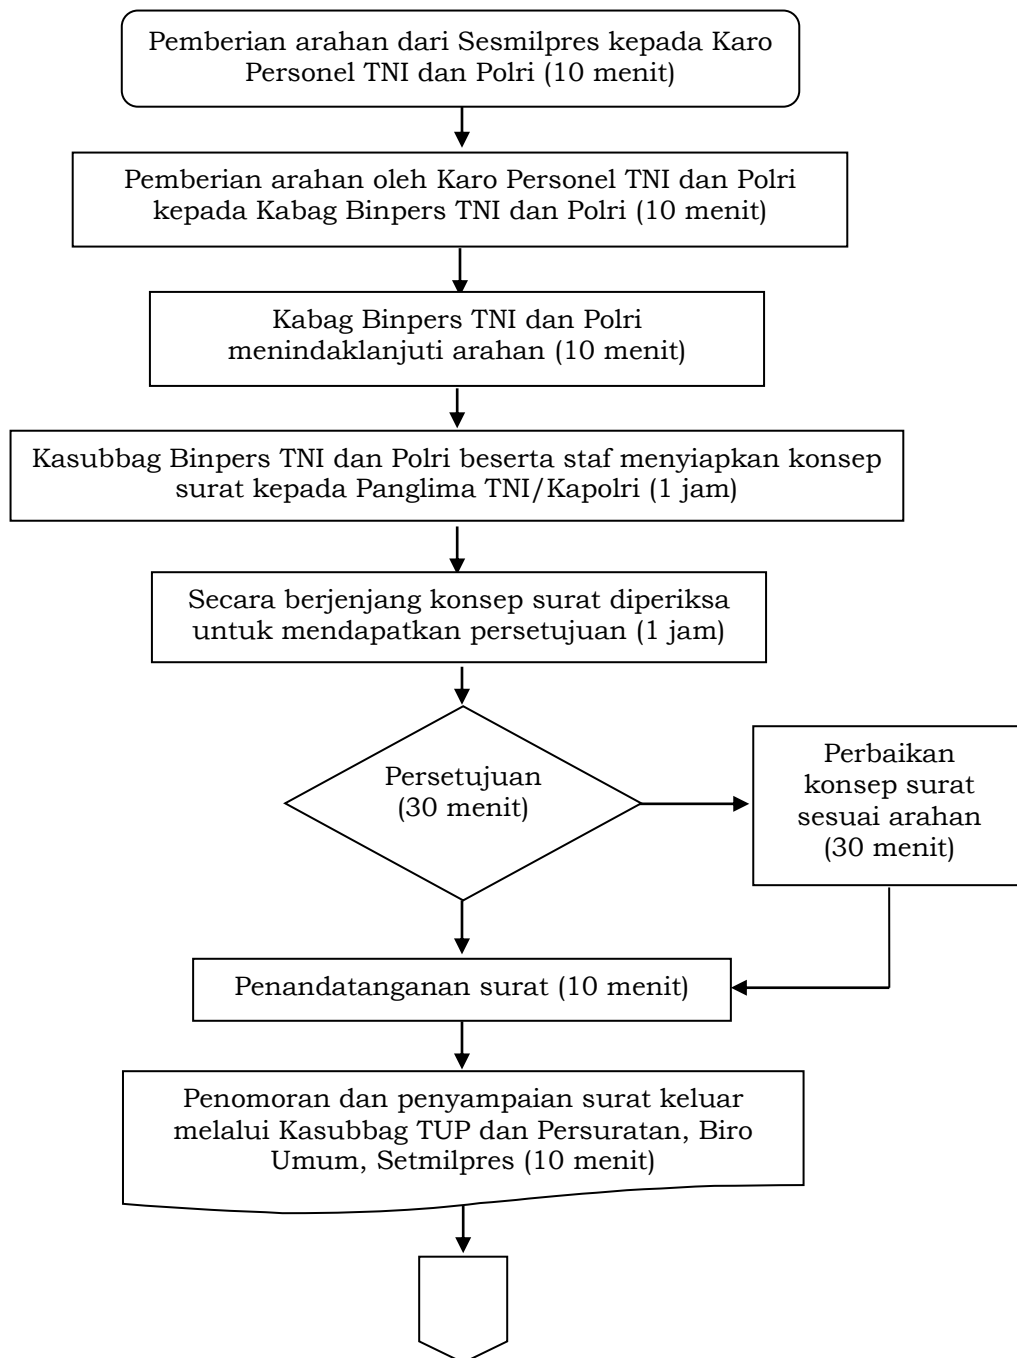 Pemberian arahan dari Sesmilpres kepada Karo
Personel TNI dan Polri (10 menit)
Pemberian arahan oleh Karo Personel TNI dan Polri
kepada Kabag Binpers TNI dan Polri (10 menit)
Kabag Binpers TNI dan Polri
menindaklanjuti arahan (10 menit)
Kasubbag Binpers TNI dan Polri beserta staf menyiapkan konsep
surat kepada Panglima TNI/Kapolri (1 jam)
Secara berjenjang konsep surat diperiksa
untuk mendapatkan persetujuan (1 jam)
Persetujuan
(30 menit)
Perbaikan
konsep surat
sesuai arahan
(30 menit)
Penandatanganan surat (10 menit)
Penomoran dan penyampaian surat keluar
melalui Kasubbag TUP dan Persuratan, Biro
Umum, Setmilpres (10 menit)